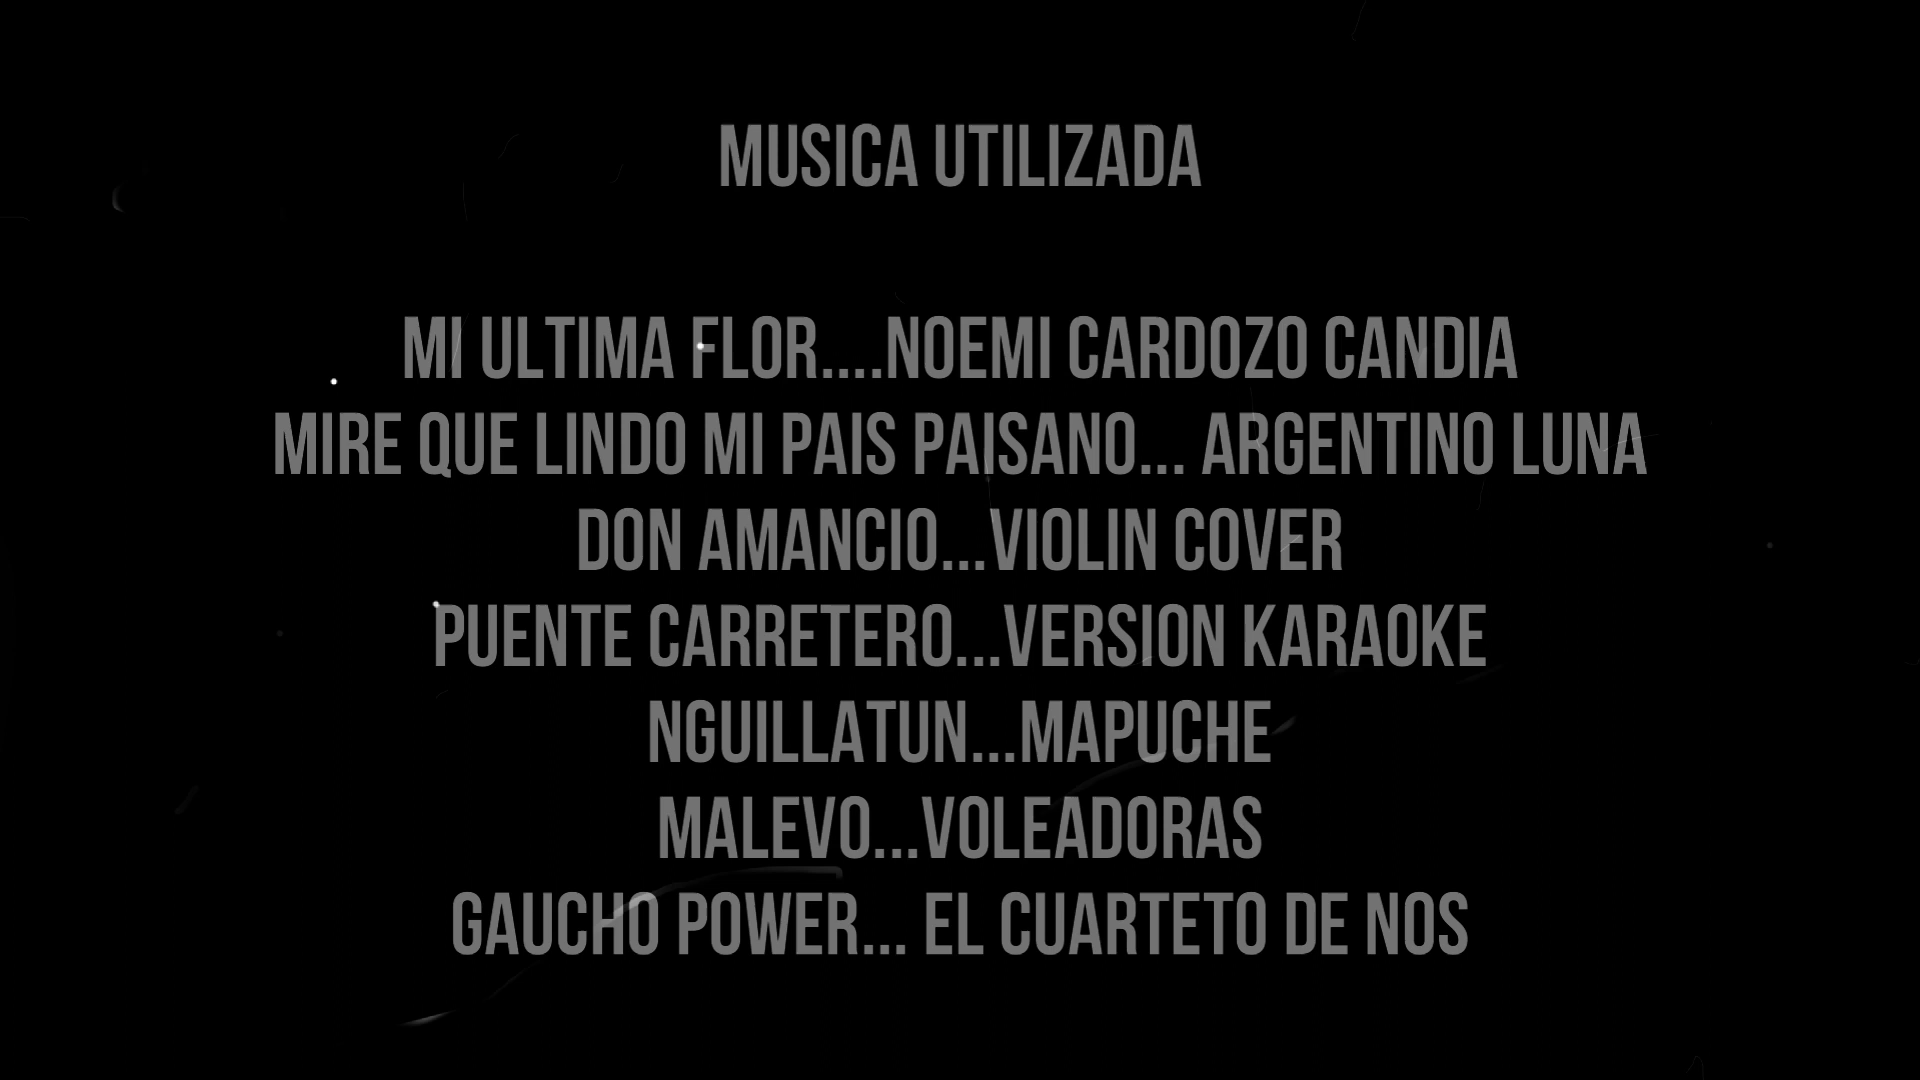 MUSICA UTILIZADA
MI ULTIMA FLOR....NOEMI CARDOZO CANDIA
MIRE QUE LINDO MI PAIS PAISANO... ARGENTINO LUNA
DON AMANCIO...VIOLIN COVER
PUENTE CARRETERO...VERSION KARAOKE
NGUILLATUN...MAPUCHE
MALEVO...VOLEADORAS
GAUCHO POWER... EL CUARTETO DE NOS